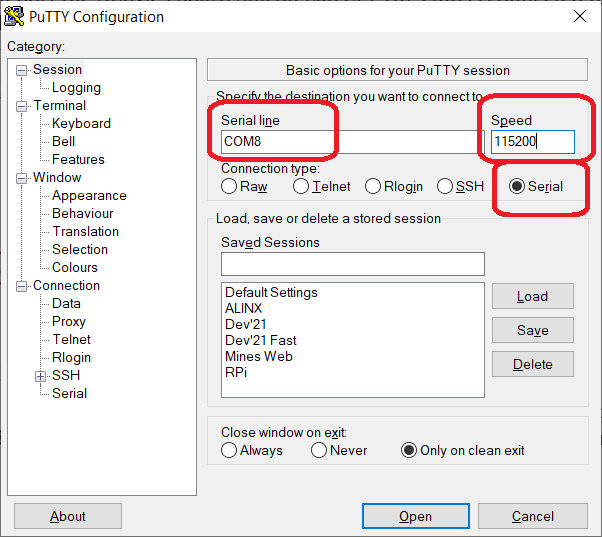 PuTTY Configuration
Category:
Session
Logging
Terminal
Keyboard
Bell
Features
Window
Appearance
Behaviour
Translation
Selection
Colours
Connection
Data
Proxy
Telnet
Rlogin
SSH
Serial
Basic options for your PuTTY session
Specify the destination you want to connect to
Serial line Speed
COM8 115200
Connection type:
Raw Telnet Rlogin SSH Serial
Load, save or delete a stored session
Saved Sessions
Default Settings
ALINX
Dev'21
Dev'21 Fast
Mines Web
RPi
Load
Save
Delete
Close window on exit:
Always Never Only on clean exit
About Open Cancel